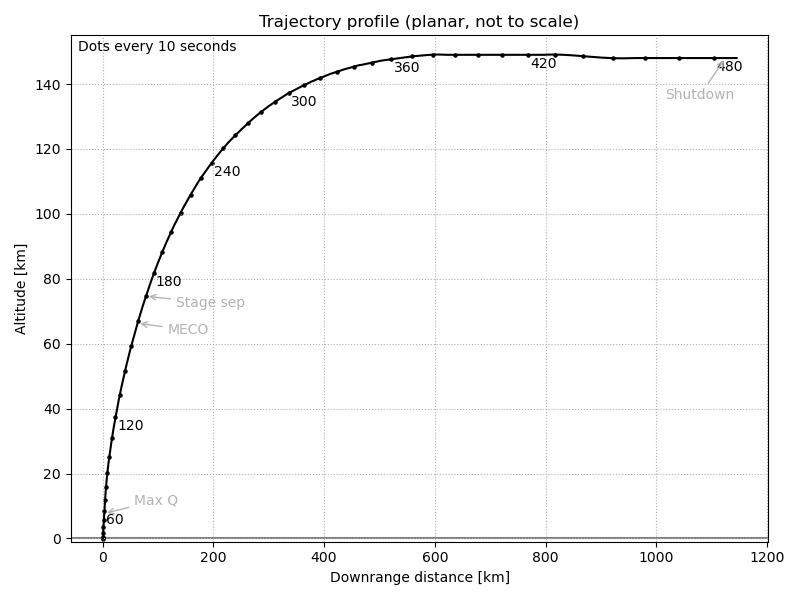 Trajectory profile (planar, not to scale)
Dots every 10 seconds
140
120
100
80
60
40
20
0
Altitude [km]
360
420
480
Shutdown
300
240
180
Stage sep
MECO
120
Max Q
60
0
200
400
600
800
1000
1200
Downrange distance [km]